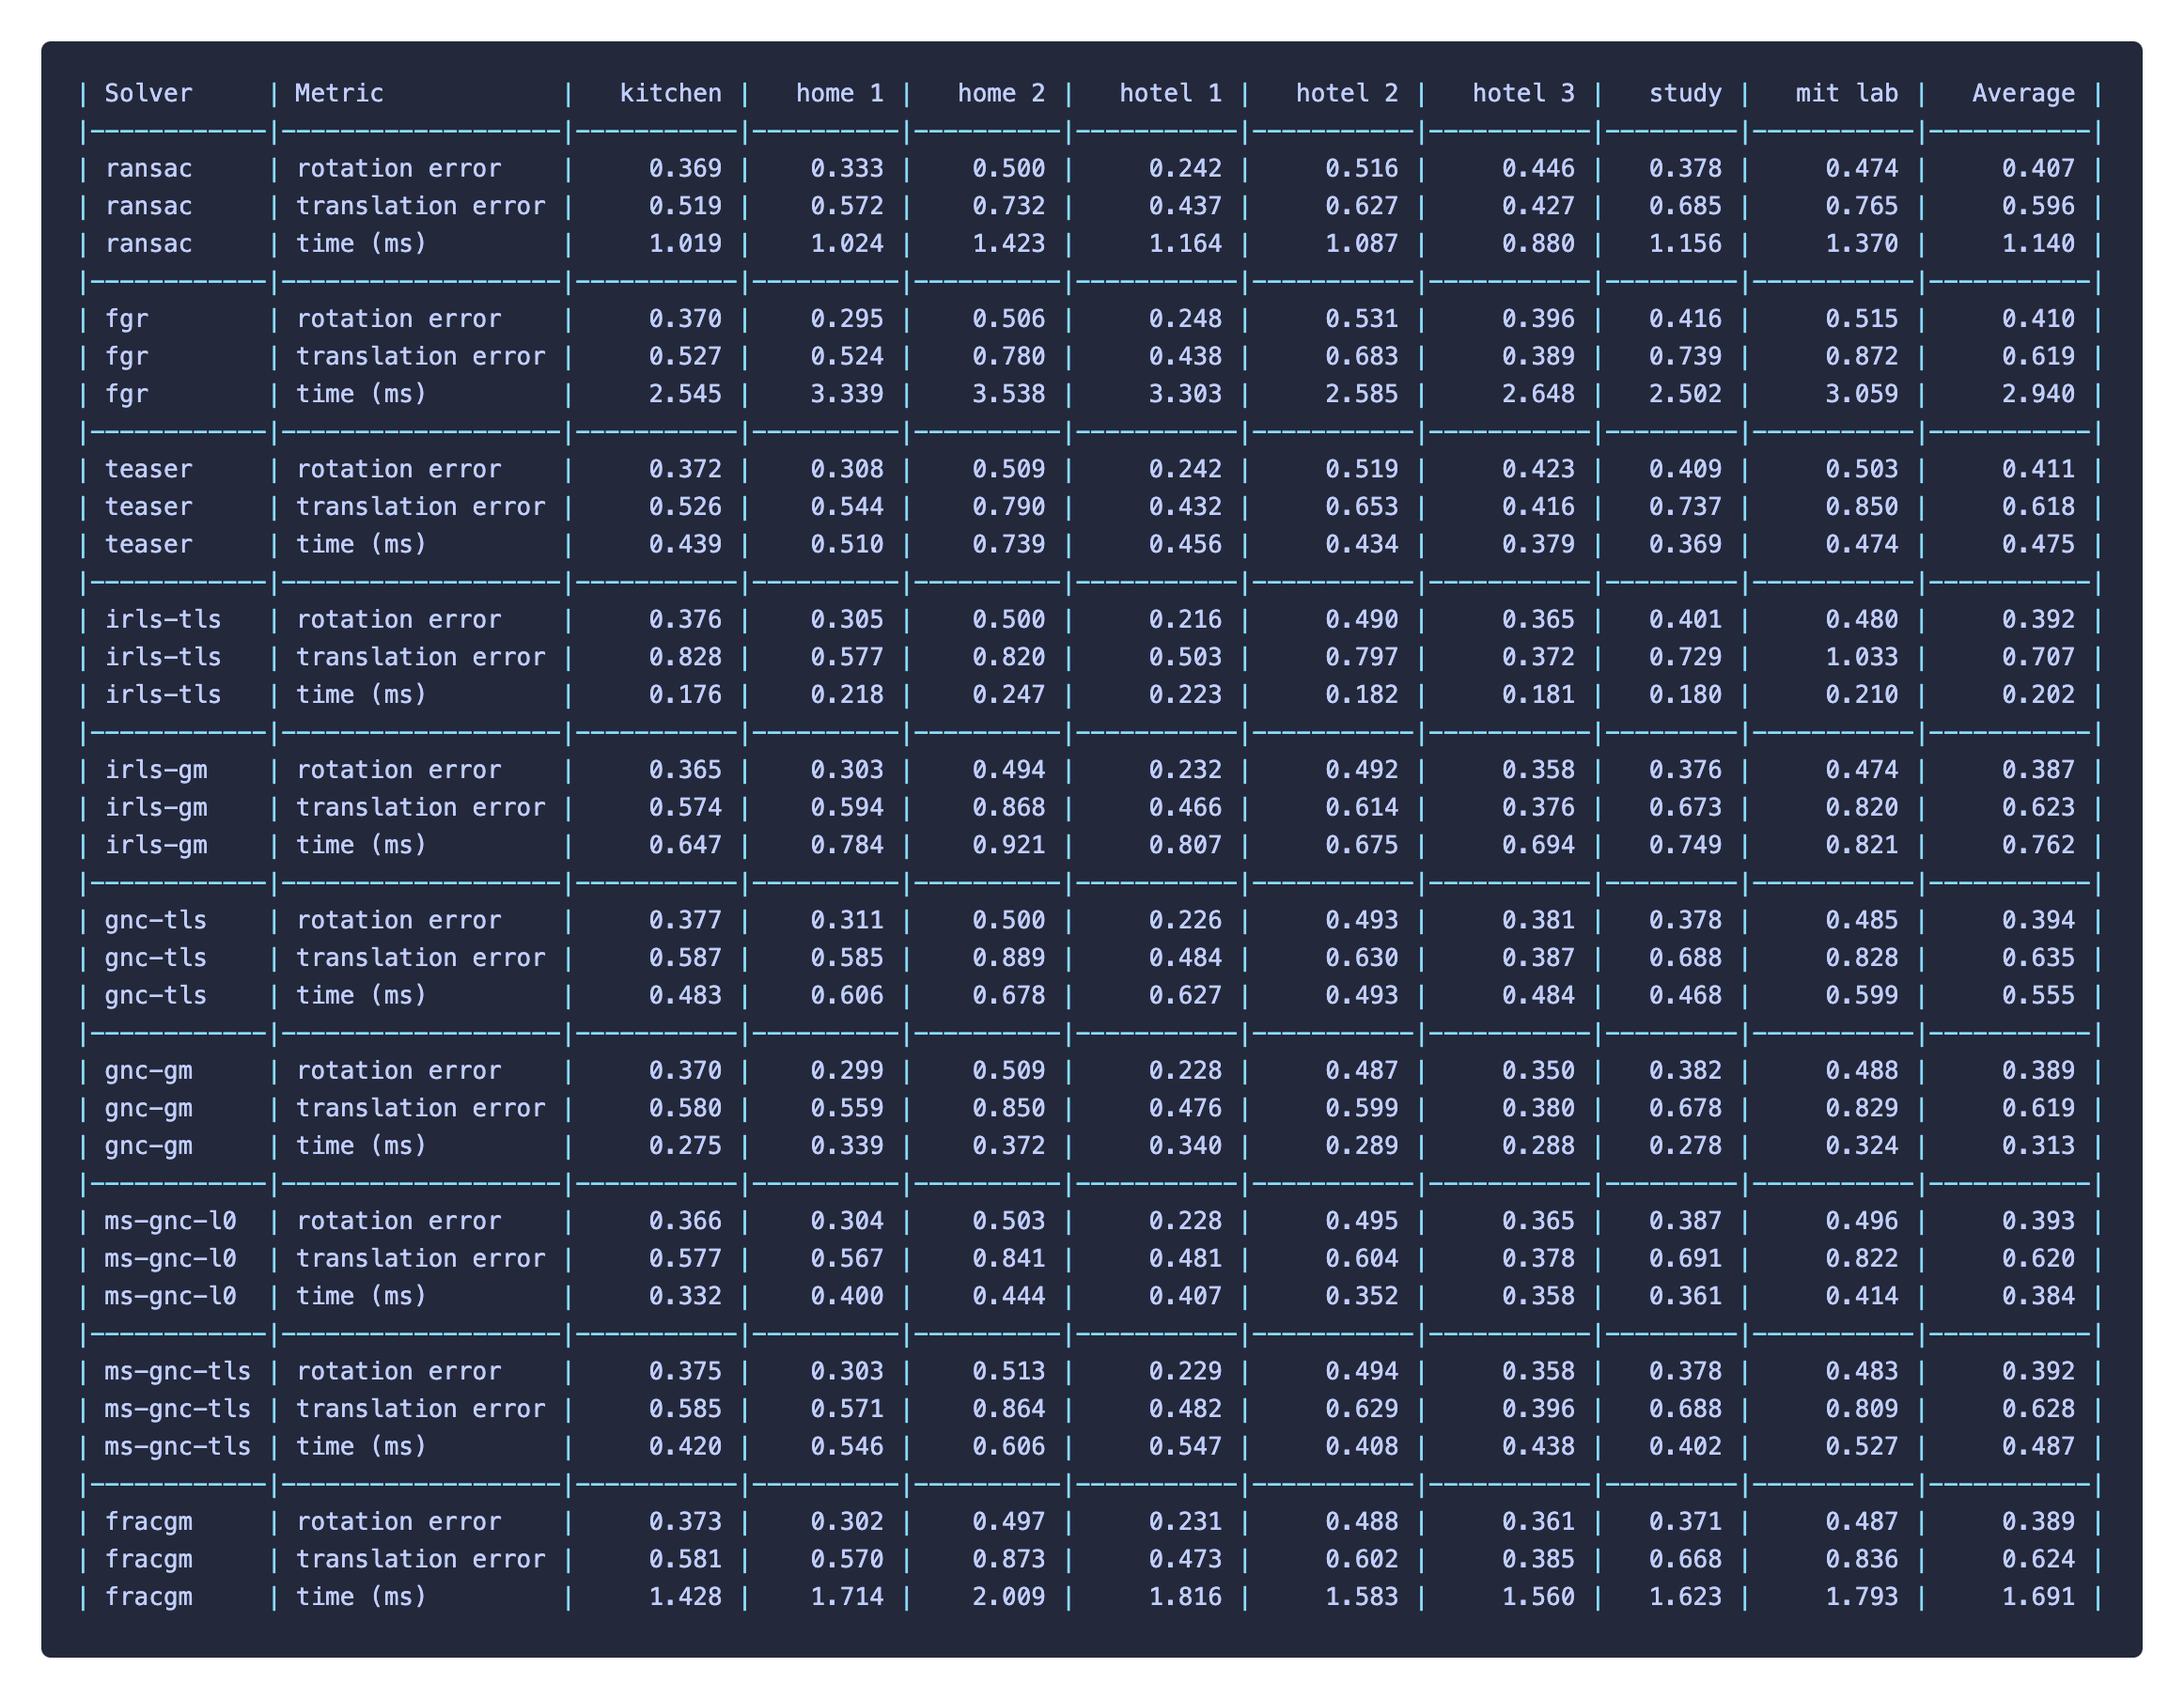 | Solver | Metric | kitchen | home 1 | home 2 | hotel 1 | hotel 2 | hotel 3 | study | mit lab | Average |
|------------|-------------------|----------|----------|----------|-----------|-----------|-----------|---------|-----------|-----------|
| ransac | rotation error | 0.369 | 0.333 | 0.500 | 0.242 | 0.516 | 0.446 | 0.378 | 0.474 | 0.407 |
| ransac | translation error | 0.519 | 0.572 | 0.732 | 0.437 | 0.627 | 0.427 | 0.685 | 0.765 | 0.596 |
| ransac | time (ms) | 1.019 | 1.024 | 1.423 | 1.164 | 1.087 | 0.880 | 1.156 | 1.370 | 1.140 |
|------------|-------------------|----------|----------|----------|-----------|-----------|-----------|---------|-----------|-----------|
| fgr | rotation error | 0.370 | 0.295 | 0.506 | 0.248 | 0.531 | 0.396 | 0.416 | 0.515 | 0.410 |
| fgr | translation error | 0.527 | 0.524 | 0.780 | 0.438 | 0.683 | 0.389 | 0.739 | 0.872 | 0.619 |
| fgr | time (ms) | 2.545 | 3.339 | 3.538 | 3.303 | 2.585 | 2.648 | 2.502 | 3.059 | 2.940 |
|------------|-------------------|----------|----------|----------|-----------|-----------|-----------|---------|-----------|-----------|
| teaser | rotation error | 0.372 | 0.308 | 0.509 | 0.242 | 0.519 | 0.423 | 0.409 | 0.503 | 0.411 |
| teaser | translation error | 0.526 | 0.544 | 0.790 | 0.432 | 0.653 | 0.416 | 0.737 | 0.850 | 0.618 |
| teaser | time (ms) | 0.439 | 0.510 | 0.739 | 0.456 | 0.434 | 0.379 | 0.369 | 0.474 | 0.475 |
|------------|-------------------|----------|----------|----------|-----------|-----------|-----------|---------|-----------|-----------|
| irls-tls | rotation error | 0.376 | 0.305 | 0.500 | 0.216 | 0.490 | 0.365 | 0.401 | 0.480 | 0.392 |
| irls-tls | translation error | 0.828 | 0.577 | 0.820 | 0.503 | 0.797 | 0.372 | 0.729 | 1.033 | 0.707 |
| irls-tls | time (ms) | 0.176 | 0.218 | 0.247 | 0.223 | 0.182 | 0.181 | 0.180 | 0.210 | 0.202 |
|------------|-------------------|----------|----------|----------|-----------|-----------|-----------|---------|-----------|-----------|
| irls-gm | rotation error | 0.365 | 0.303 | 0.494 | 0.232 | 0.492 | 0.358 | 0.376 | 0.474 | 0.387 |
| irls-gm | translation error | 0.574 | 0.594 | 0.868 | 0.466 | 0.614 | 0.376 | 0.673 | 0.820 | 0.623 |
| irls-gm | time (ms) | 0.647 | 0.784 | 0.921 | 0.807 | 0.675 | 0.694 | 0.749 | 0.821 | 0.762 |
|------------|-------------------|----------|----------|----------|-----------|-----------|-----------|---------|-----------|-----------|
| gnc-tls | rotation error | 0.377 | 0.311 | 0.500 | 0.226 | 0.493 | 0.381 | 0.378 | 0.485 | 0.394 |
| gnc-tls | translation error | 0.587 | 0.585 | 0.889 | 0.484 | 0.630 | 0.387 | 0.688 | 0.828 | 0.635 |
| gnc-tls | time (ms) | 0.483 | 0.606 | 0.678 | 0.627 | 0.493 | 0.484 | 0.468 | 0.599 | 0.555 |
|------------|-------------------|----------|----------|----------|-----------|-----------|-----------|---------|-----------|-----------|
| gnc-gm | rotation error | 0.370 | 0.299 | 0.509 | 0.228 | 0.487 | 0.350 | 0.382 | 0.488 | 0.389 |
| gnc-gm | translation error | 0.580 | 0.559 | 0.850 | 0.476 | 0.599 | 0.380 | 0.678 | 0.829 | 0.619 |
| gnc-gm | time (ms) | 0.275 | 0.339 | 0.372 | 0.340 | 0.289 | 0.288 | 0.278 | 0.324 | 0.313 |
|------------|-------------------|----------|----------|----------|-----------|-----------|-----------|---------|-----------|-----------|
| ms-gnc-l0 | rotation error | 0.366 | 0.304 | 0.503 | 0.228 | 0.495 | 0.365 | 0.387 | 0.496 | 0.393 |
| ms-gnc-l0 | translation error | 0.577 | 0.567 | 0.841 | 0.481 | 0.604 | 0.378 | 0.691 | 0.822 | 0.620 |
| ms-gnc-l0 | time (ms) | 0.332 | 0.400 | 0.444 | 0.407 | 0.352 | 0.358 | 0.361 | 0.414 | 0.384 |
|------------|-------------------|----------|----------|----------|-----------|-----------|-----------|---------|-----------|-----------|
| ms-gnc-tls | rotation error | 0.375 | 0.303 | 0.513 | 0.229 | 0.494 | 0.358 | 0.378 | 0.483 | 0.392 |
| ms-gnc-tls | translation error | 0.585 | 0.571 | 0.864 | 0.482 | 0.629 | 0.396 | 0.688 | 0.809 | 0.628 |
| ms-gnc-tls | time (ms) | 0.420 | 0.546 | 0.606 | 0.547 | 0.408 | 0.438 | 0.402 | 0.527 | 0.487 |
|------------|-------------------|----------|----------|----------|-----------|-----------|-----------|---------|-----------|-----------|
| fracgm | rotation error | 0.373 | 0.302 | 0.497 | 0.231 | 0.488 | 0.361 | 0.371 | 0.487 | 0.389 |
| fracgm | translation error | 0.581 | 0.570 | 0.873 | 0.473 | 0.602 | 0.385 | 0.668 | 0.836 | 0.624 |
| fracgm | time (ms) | 1.428 | 1.714 | 2.009 | 1.816 | 1.583 | 1.560 | 1.623 | 1.793 | 1.691 |